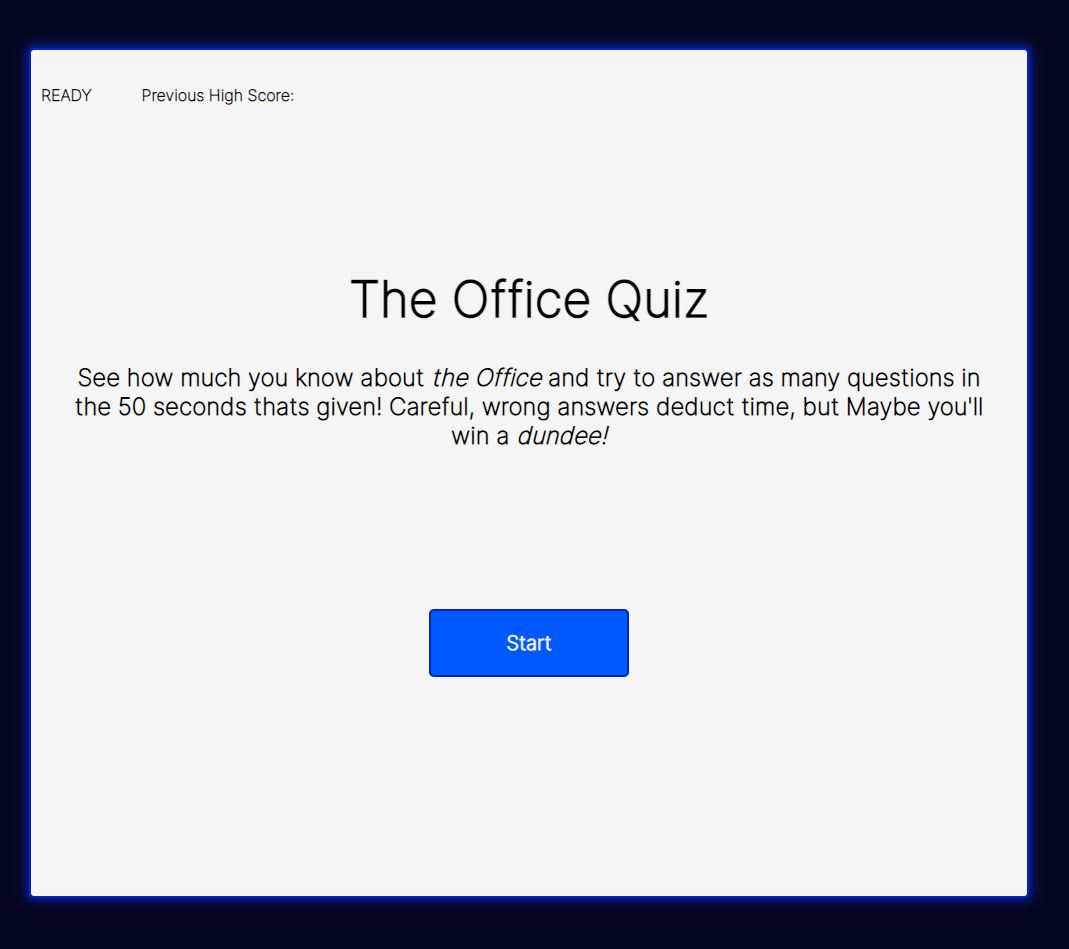 READY Previous High Score:
The Office Quiz
See how much you know about the Office and try to answer as many questions in
the 50 seconds thats given! Careful, wrong answers deduct time, but Maybe you'll
win a dundee!
Start